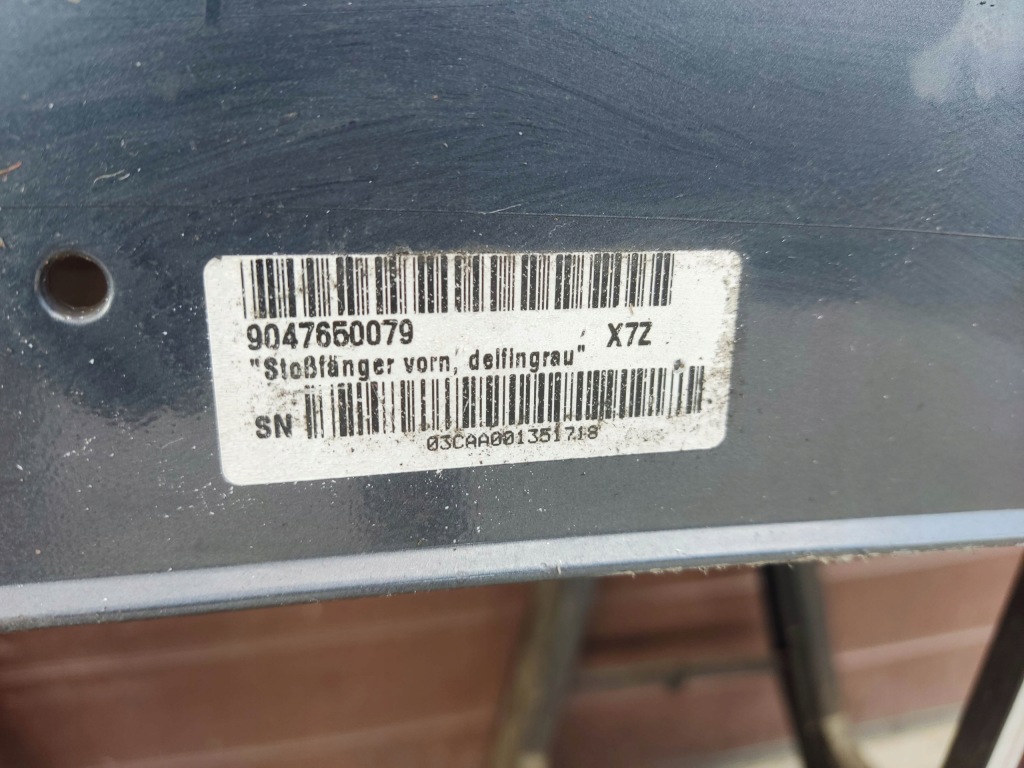 9047650079 X7Z
"Stoßfänger vorn, delfingrau"
SN
03CAA001351718